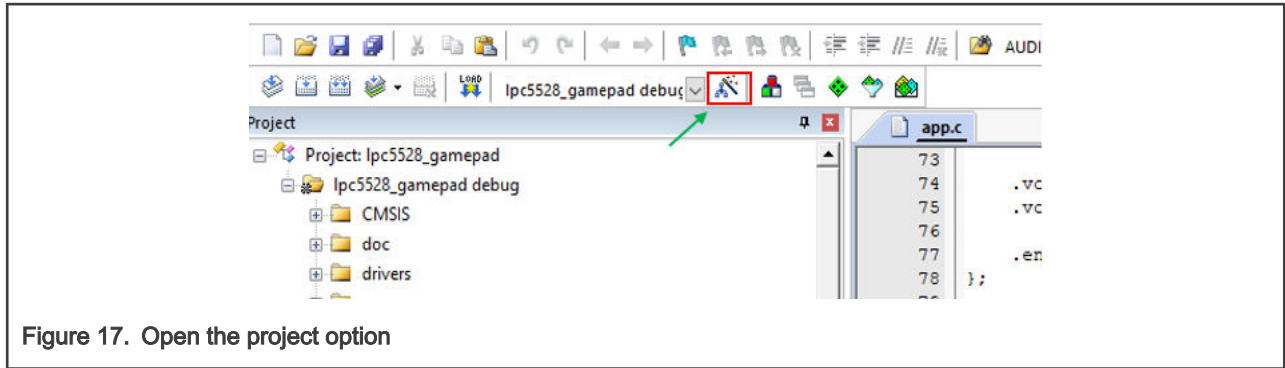 AUDI
LOAD
lpc5528_gamepad debug
Project
app.c
Project: lpc5528_gamepad
lpc5528_gamepad debug
CMSIS
doc
drivers
73
74 .vc
75 .vc
76
77 .en
78 };
Figure 17. Open the project option